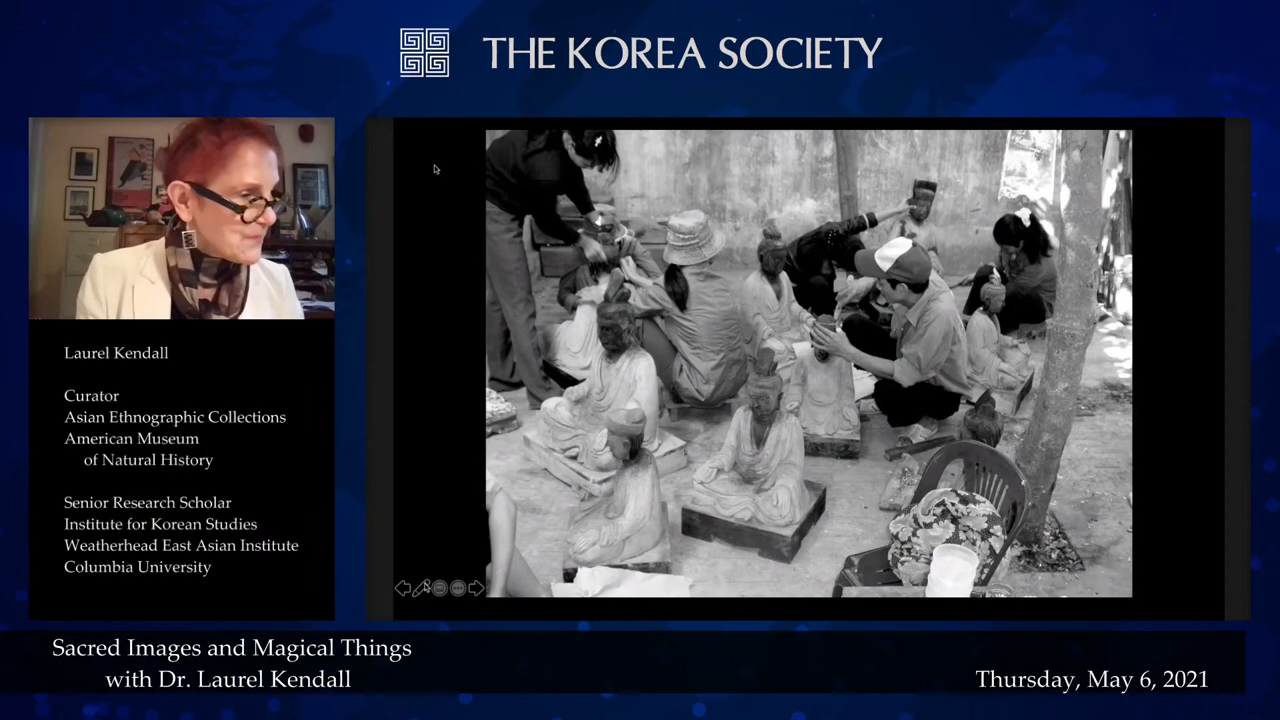 THE KOREA SOCIETY
Laurel Kendall
Curator
Asian Ethnographic Collections
American Museum
of Natural History
Senior Research Scholar
Institute for Korean Studies
Weatherhead East Asian Institute
Columbia University
Sacred Images and Magical Things
with Dr. Laurel Kendall
Thursday, May 6, 2021